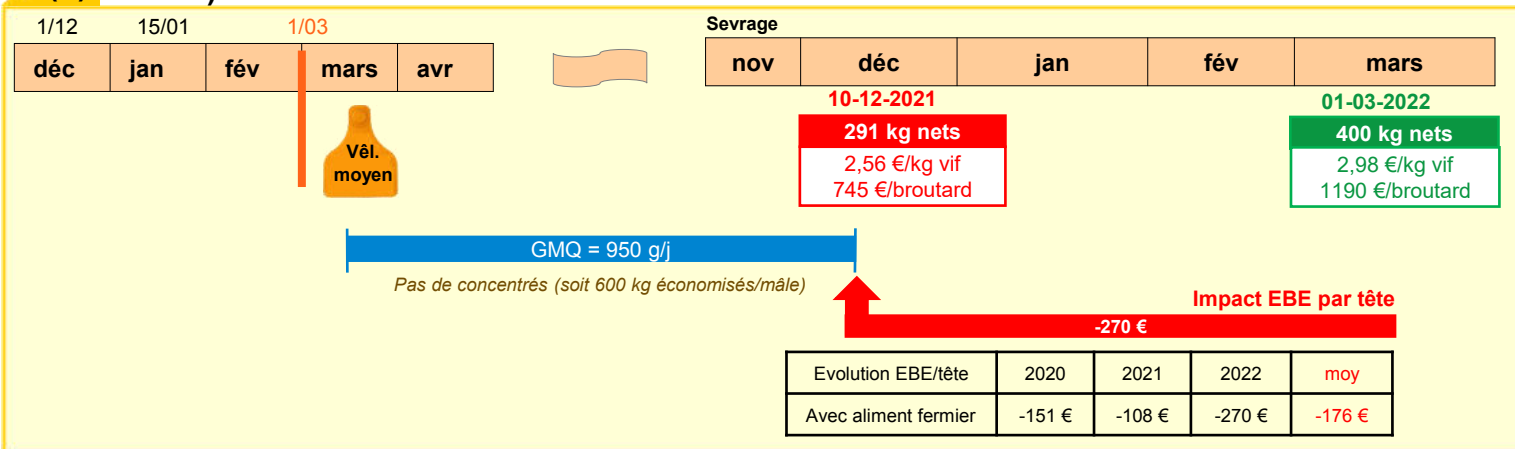 1/12 15/01 1/03
déc jan fév mars avr
Vêl.
moyen
Sevrage
nov déc jan fév mars
10-12-2021
291 kg nets
2,56 €/kg vif
745 €/broutard
01-03-2022
400 kg nets
2,98 €/kg vif
1190 €/broutard
GMQ = 950 g/j
Pas de concentrés (soit 600 kg économisés/mâle)
Impact EBE par tête
-270 €
Evolution EBE/tête 2020 2021 2022 moy
Avec aliment fermier -151 € -108 € -270 € -176 €